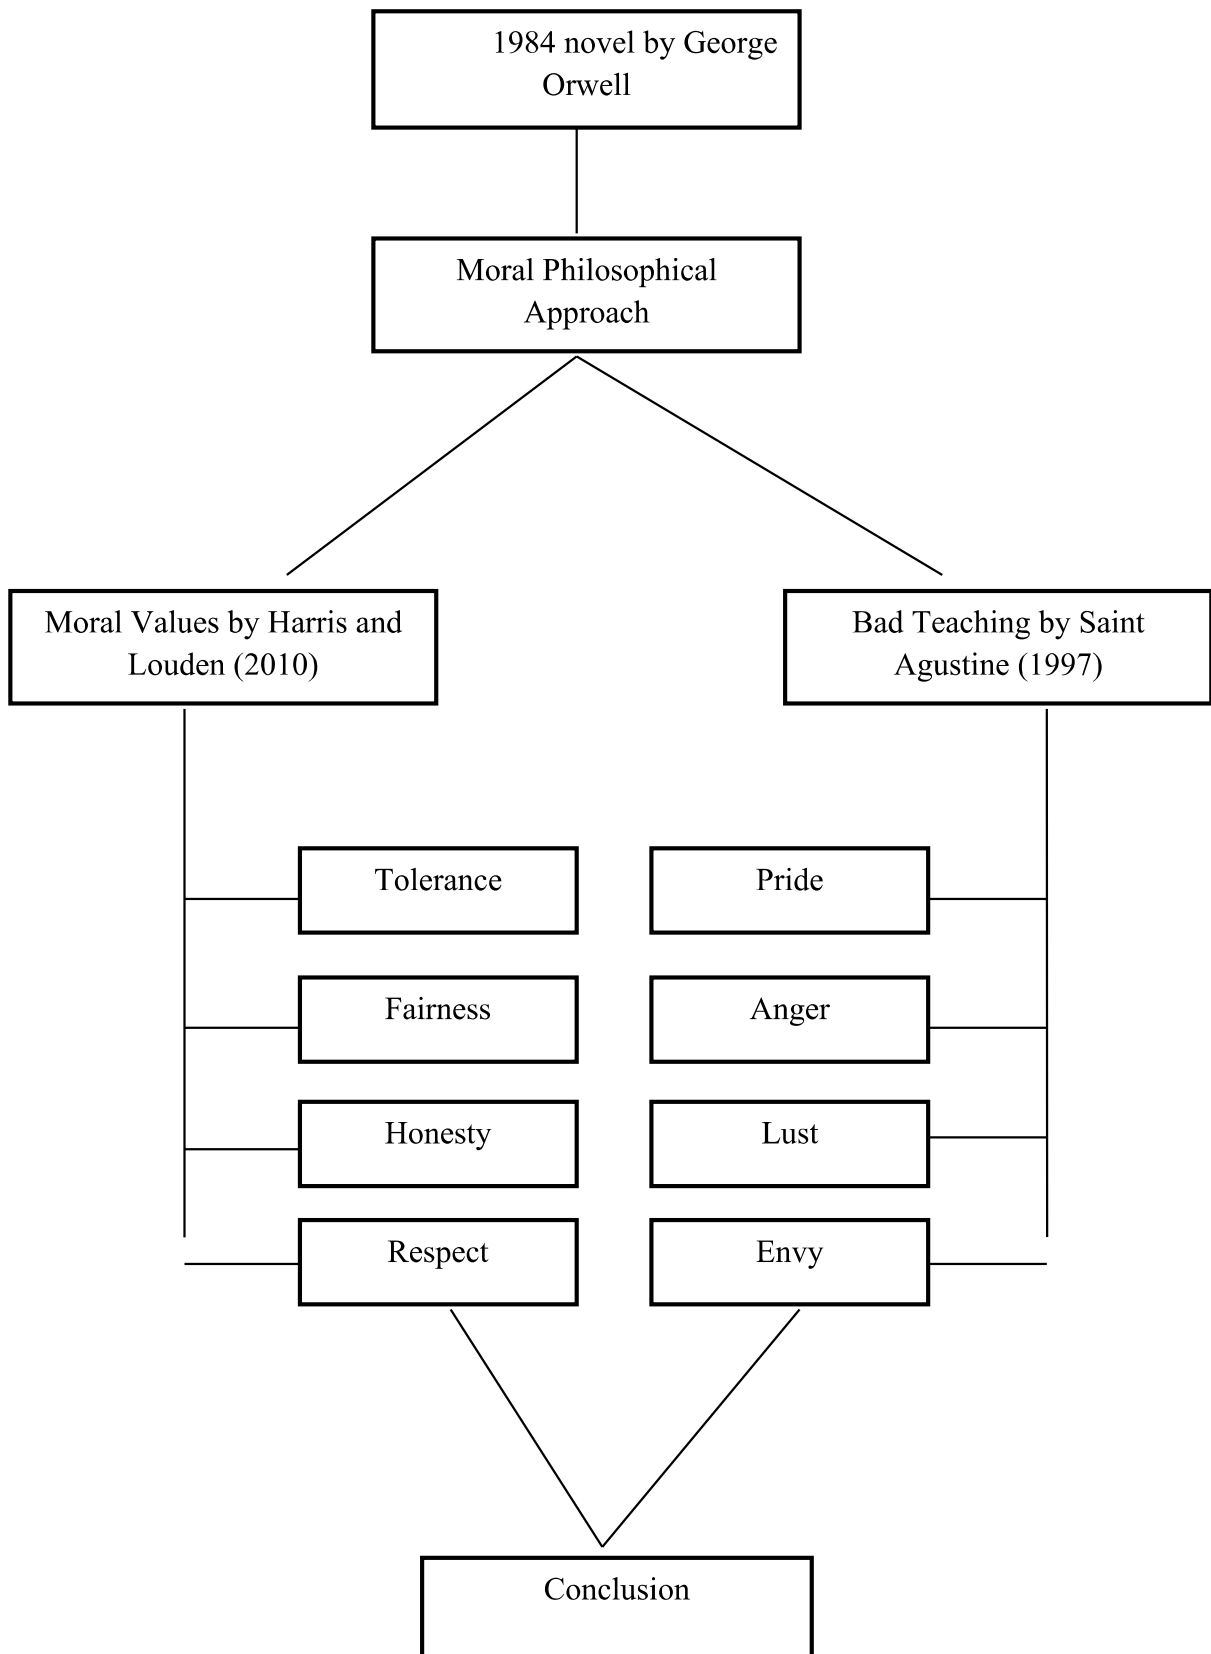 1984 novel by George
Orwell
Moral Philosophical
Approach
Moral Values by Harris and
Louden (2010)
Bad Teaching by Saint
Agustine (1997)
Tolerance
Pride
Fairness
Anger
Honesty
Lust
Respect
Envy
Conclusion